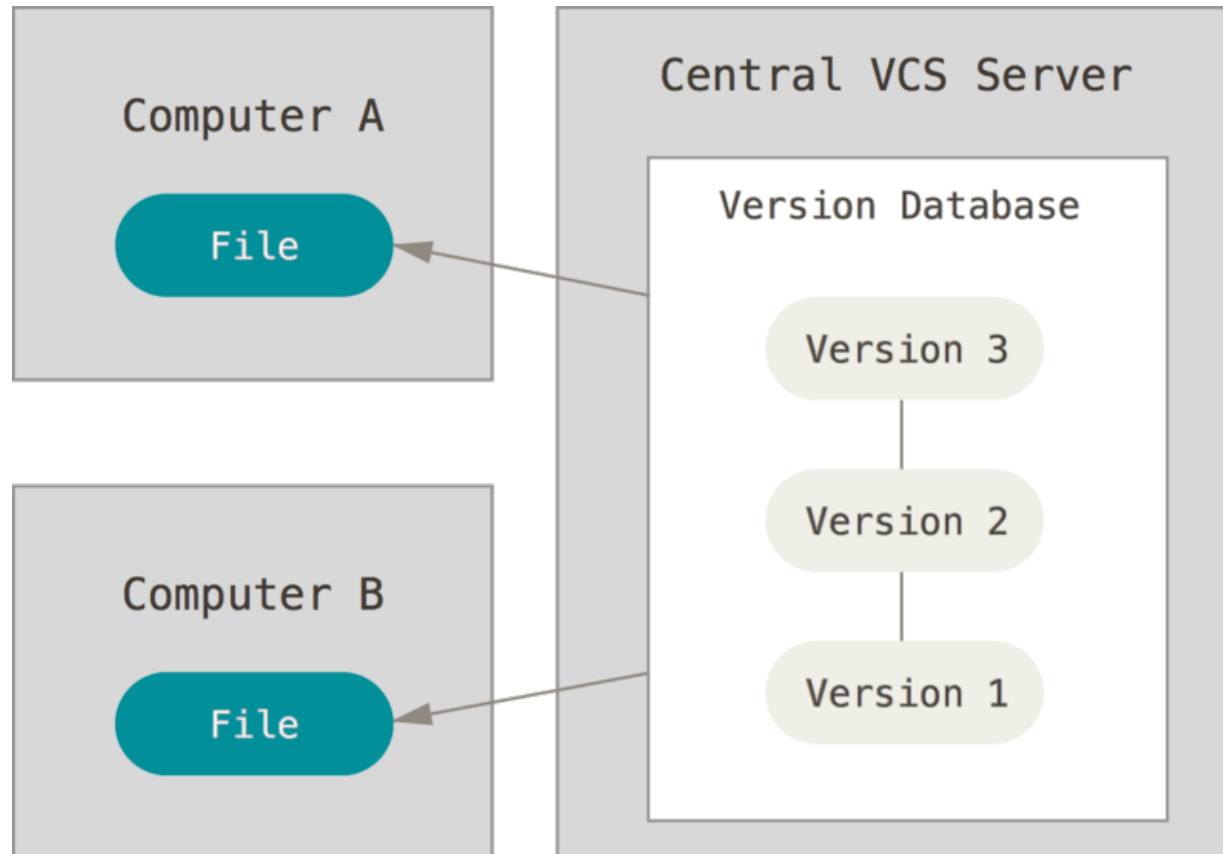 Computer A
File
Computer B
File
Central VCS Server
Version Database
Version 3
Version 2
Version 1